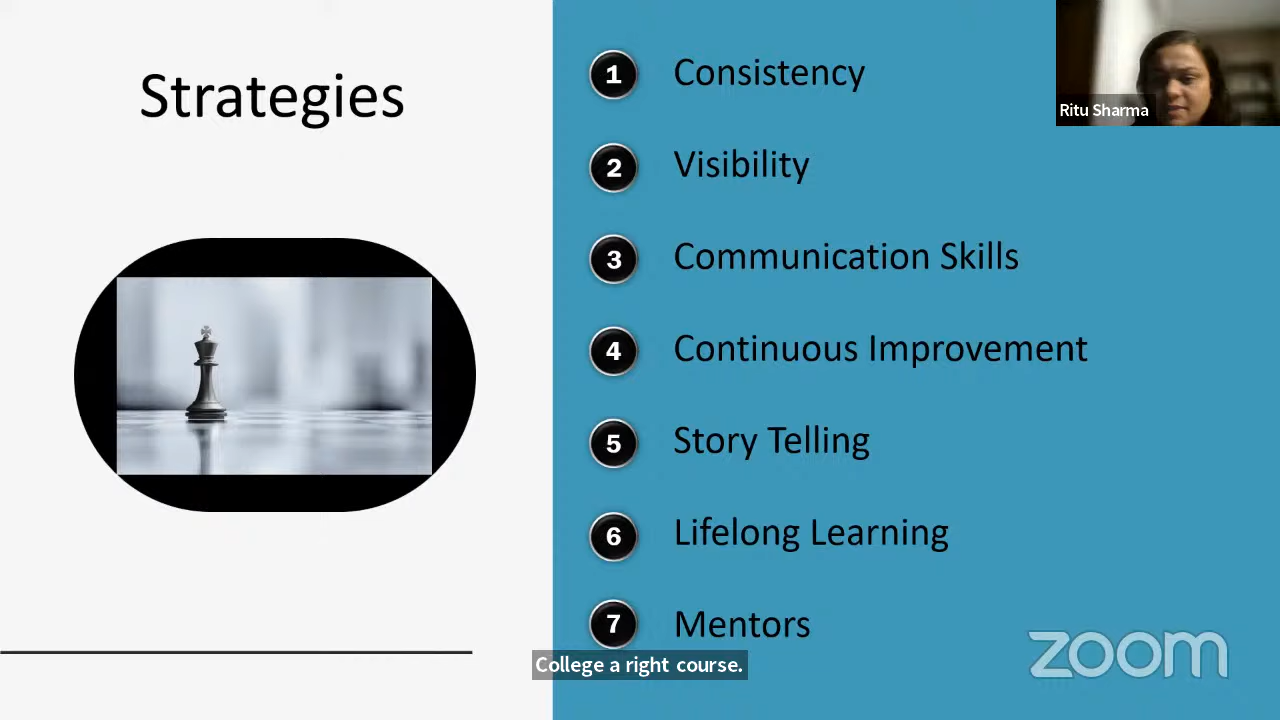 Strategies
1 Consistency
2 Visibility
3 Communication Skills
4 Continuous Improvement
5 Story Telling
6 Lifelong Learning
7 Mentors
Ritu Sharma
College a right course.
zoom